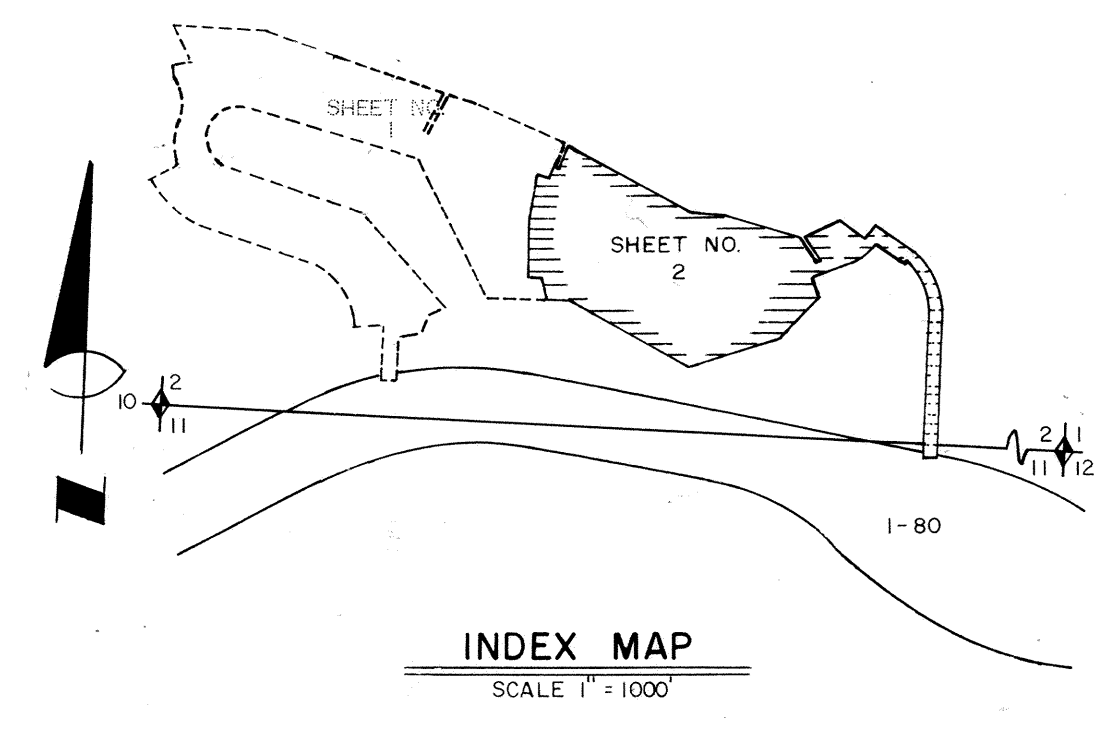 SHEET NO.
1
SHEET NO.
2
2
10
11
2 1
11 12
I-80
N
INDEX MAP
SCALE 1" = 1000'